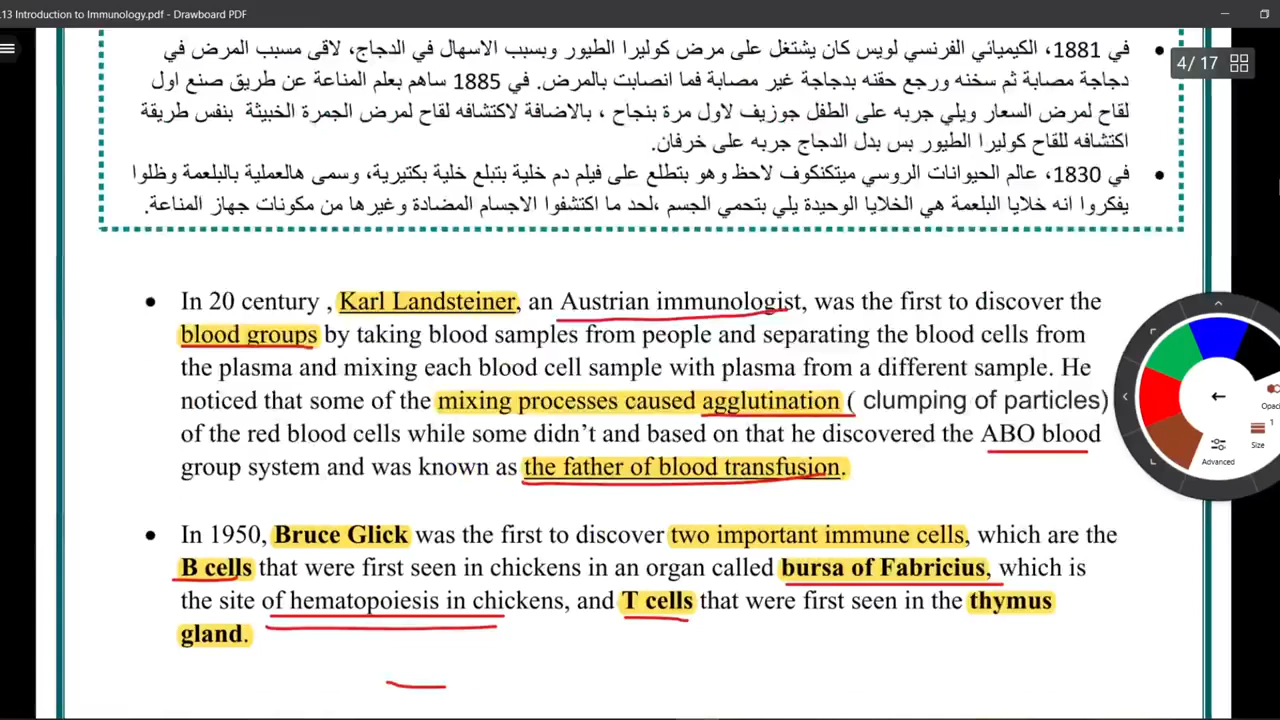 .13 Introduction to Immunology.pdf - Drawboard PDF
4/17
• في 1881، الكيميائي الفرنسي لويس كان يشتغل على مرض كوليرا الطيور وبسبب الاسهال في الدجاج، لاقى مسبب المرض في
دجاجة مصابة ثم سخنه ورجع حقنه بدجاجة غير مصابة فما انصابت بالمرض. في 1885 ساهم بعلم المناعة عن طريق صنع اول
لقاح لمرض السعار ويلي جربه على الطفل جوزيف لاول مرة بنجاح ، بالاضافة لاكتشافه لقاح لمرض الجمرة الخبيثة بنفس طريقة
اكتشافه للقاح كوليرا الطيور بس بدل الدجاج جربه على خرفان.
• في 1830، عالم الحيوانات الروسي ميتكنكوف لاحظ وهو بتطلع على فيلم دم خلية بتبلع خلية بكتيرية، وسمى هالعملية بالبلعمة وظلوا
يفكروا انه خلايا البلعمة هي الخلايا الوحيدة يلي بتحمي الجسم ،لحد ما اكتشفوا الاجسام المضادة وغيرها من مكونات جهاز المناعة.
• In 20 century , Karl Landsteiner, an Austrian immunologist, was the first to discover the
blood groups by taking blood samples from people and separating the blood cells from
the plasma and mixing each blood cell sample with plasma from a different sample. He
noticed that some of the mixing processes caused agglutination ( clumping of particles)
of the red blood cells while some didn’t and based on that he discovered the ABO blood
group system and was known as the father of blood transfusion.
• In 1950, Bruce Glick was the first to discover two important immune cells, which are the
B cells that were first seen in chickens in an organ called bursa of Fabricius, which is
the site of hematopoiesis in chickens, and T cells that were first seen in the thymus
gland.
Opac
1
Size
Advanced